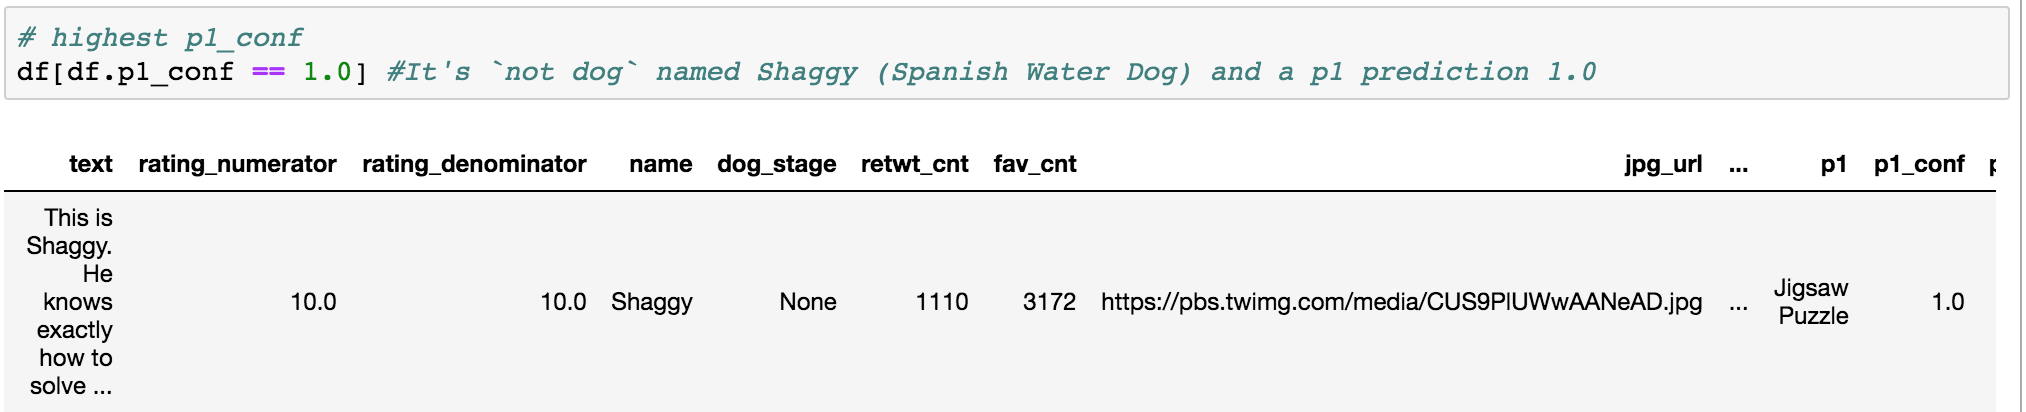 # highest p1_conf
df[df.p1_conf == 1.0] #It's `not dog` named Shaggy (Spanish Water Dog) and a p1 prediction 1.0
text rating_numerator rating_denominator name dog_stage retwt_cnt fav_cnt jpg_url ... p1 p1_conf
This is
Shaggy.
He
knows
exactly
how to
solve ...
10.0 10.0 Shaggy None 1110 3172 https://pbs.twimg.com/media/CUS9PlUWwAANeAD.jpg ... Jigsaw
Puzzle 1.0